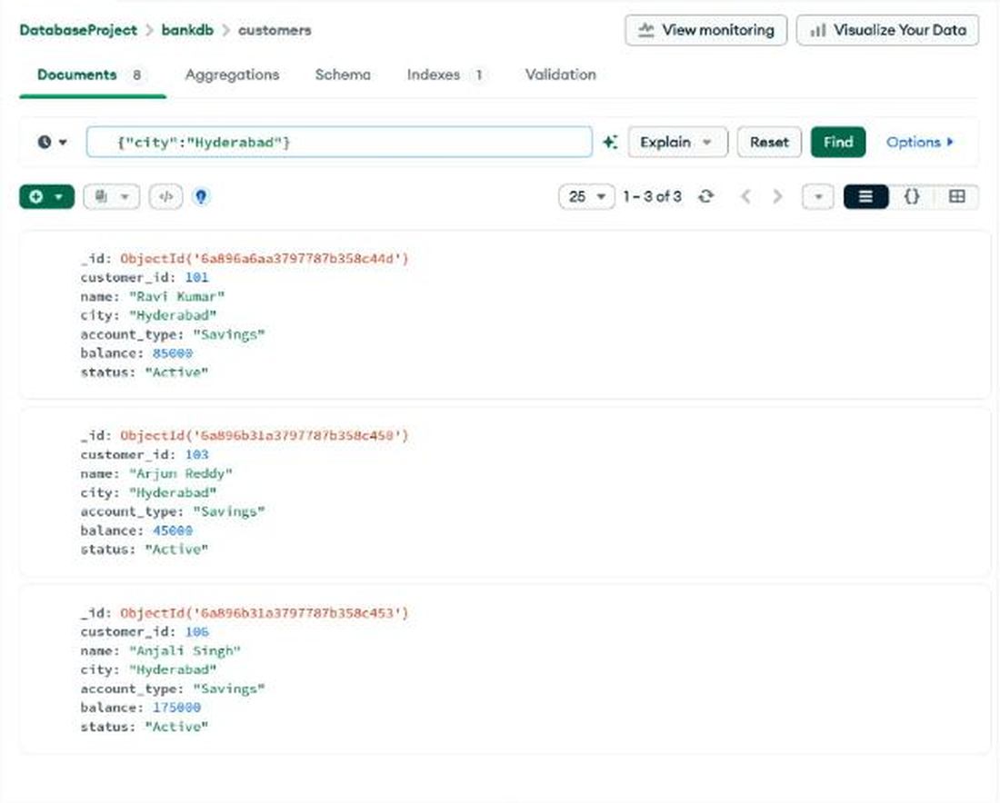 DatabaseProject > bankdb > customers
View monitoring
Visualize Your Data
Documents 8 Aggregations Schema Indexes 1 Validation
{"city":"Hyderabad"}
Explain Reset Find Options
25 1 – 3 of 3
_id: ObjectId('6a896a6aa3797787b358c44d')
customer_id: 101
name: "Ravi Kumar"
city: "Hyderabad"
account_type: "Savings"
balance: 85000
status: "Active"
_id: ObjectId('6a896b31a3797787b358c450')
customer_id: 103
name: "Arjun Reddy"
city: "Hyderabad"
account_type: "Savings"
balance: 45000
status: "Active"
_id: ObjectId('6a896b31a3797787b358c453')
customer_id: 106
name: "Anjali Singh"
city: "Hyderabad"
account_type: "Savings"
balance: 175000
status: "Active"